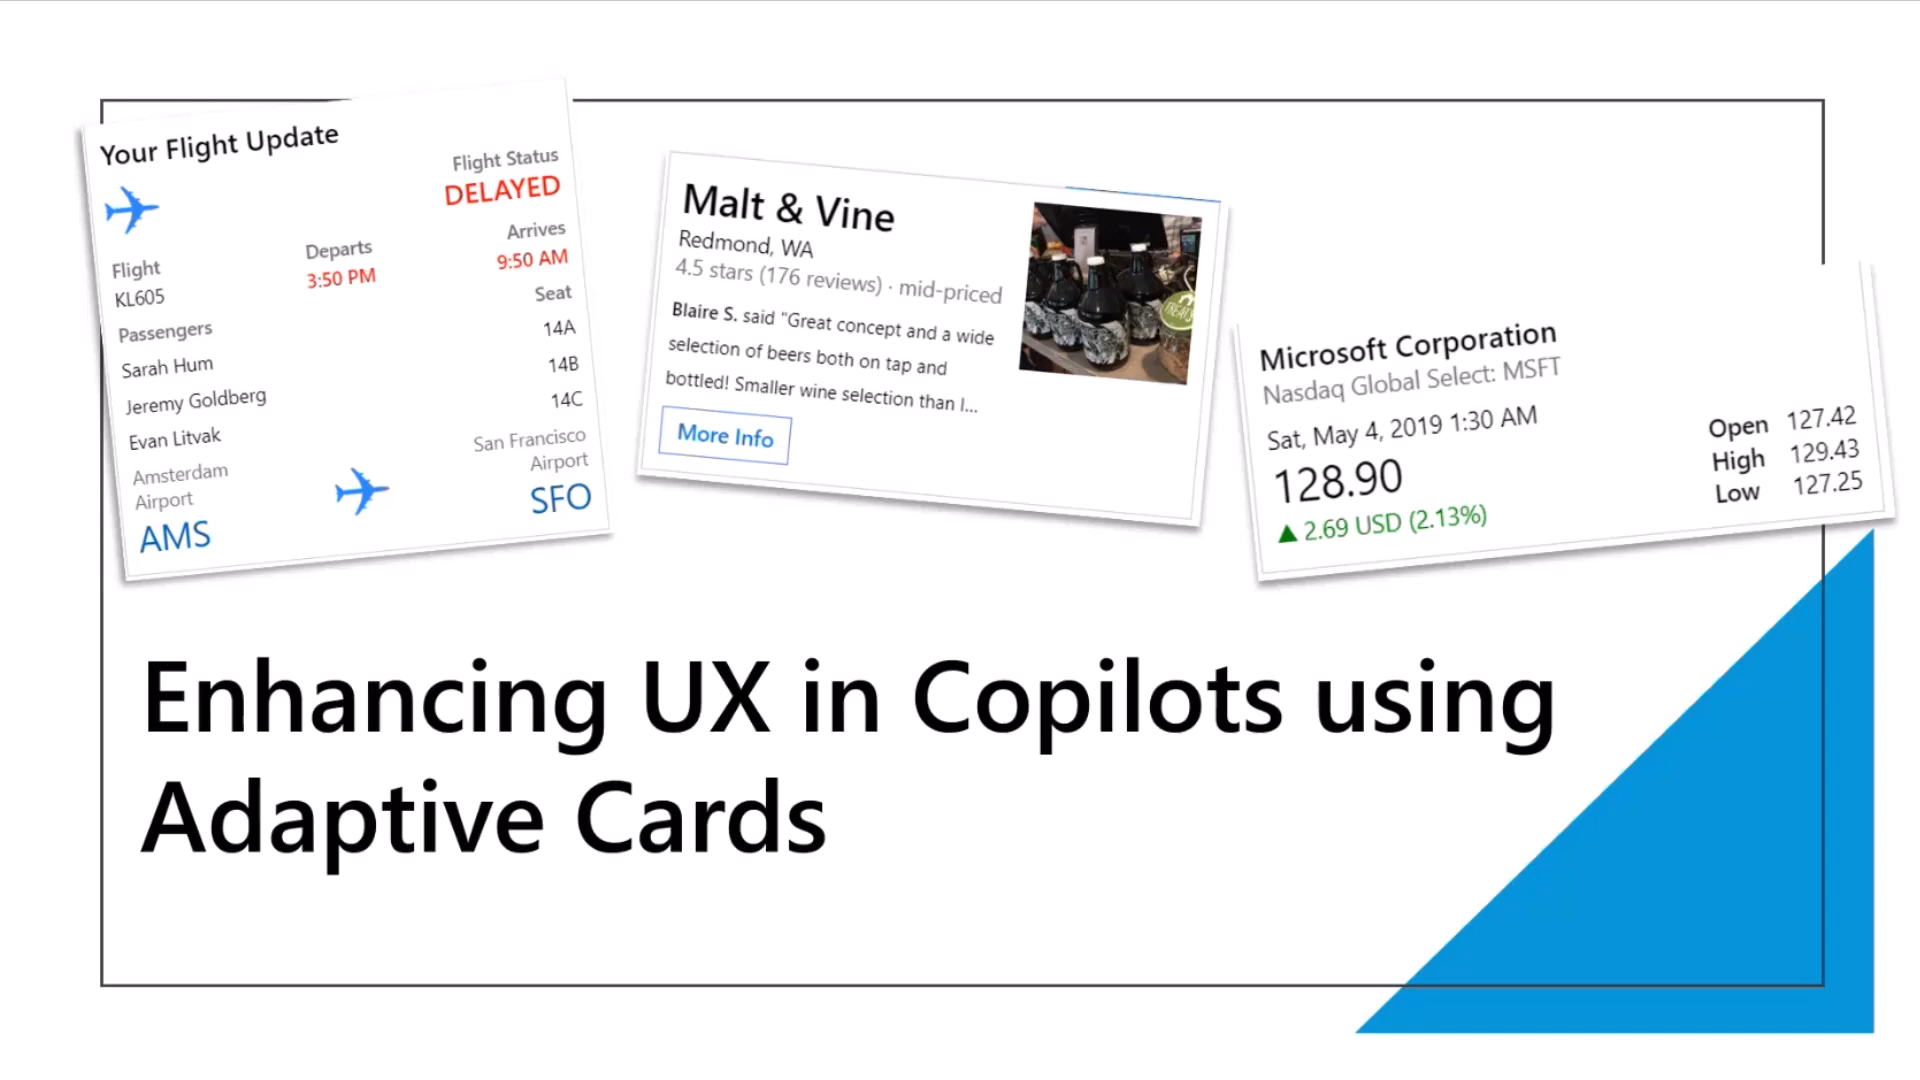 Your Flight Update
Flight Status
DELAYED
Departs
Arrives
Flight
3:50 PM
9:50 AM
KL605
Passengers
Seat
Sarah Hum
14A
Jeremy Goldberg
14B
Evan Litvak
14C
Amsterdam
Airport
San Francisco
Airport
AMS
SFO
Malt & Vine
Redmond, WA
4.5 stars (176 reviews) · mid-priced
Blaire S. said "Great concept and a wide
selection of beers both on tap and
bottled! Smaller wine selection than I...
More Info
Microsoft Corporation
Nasdaq Global Select: MSFT
Sat, May 4, 2019 1:30 AM
128.90
▲ 2.69 USD (2.13%)
Open 127.42
High 129.43
Low 127.25
Enhancing UX in Copilots using
Adaptive Cards